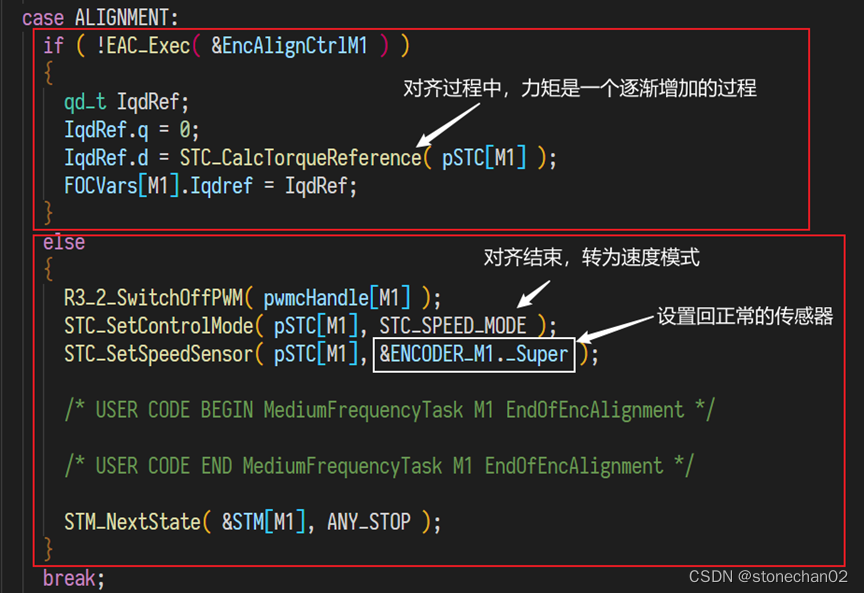 case ALIGNMENT:
if ( !EAC_Exec( &EncAlignCtrlM1 ) )
{
对齐过程中，力矩是一个逐渐增加的过程
qd_t IqdRef;
IqdRef.q = 0;
IqdRef.d = STC_CalcTorqueReference( pSTC[M1] );
FOCVars[M1].Iqdref = IqdRef;
}
else
对齐结束，转为速度模式
{
R3_2_SwitchOffPWM( pwmcHandle[M1] );
设置回正常的传感器
STC_SetControlMode( pSTC[M1], STC_SPEED_MODE );
STC_SetSpeedSensor( pSTC[M1], &ENCODER_M1._Super );
/* USER CODE BEGIN MediumFrequencyTask M1 EndOfEncAlignment */
/* USER CODE END MediumFrequencyTask M1 EndOfEncAlignment */
STM_NextState( &STM[M1], ANY_STOP );
}
break;
CSDN @stonechan02